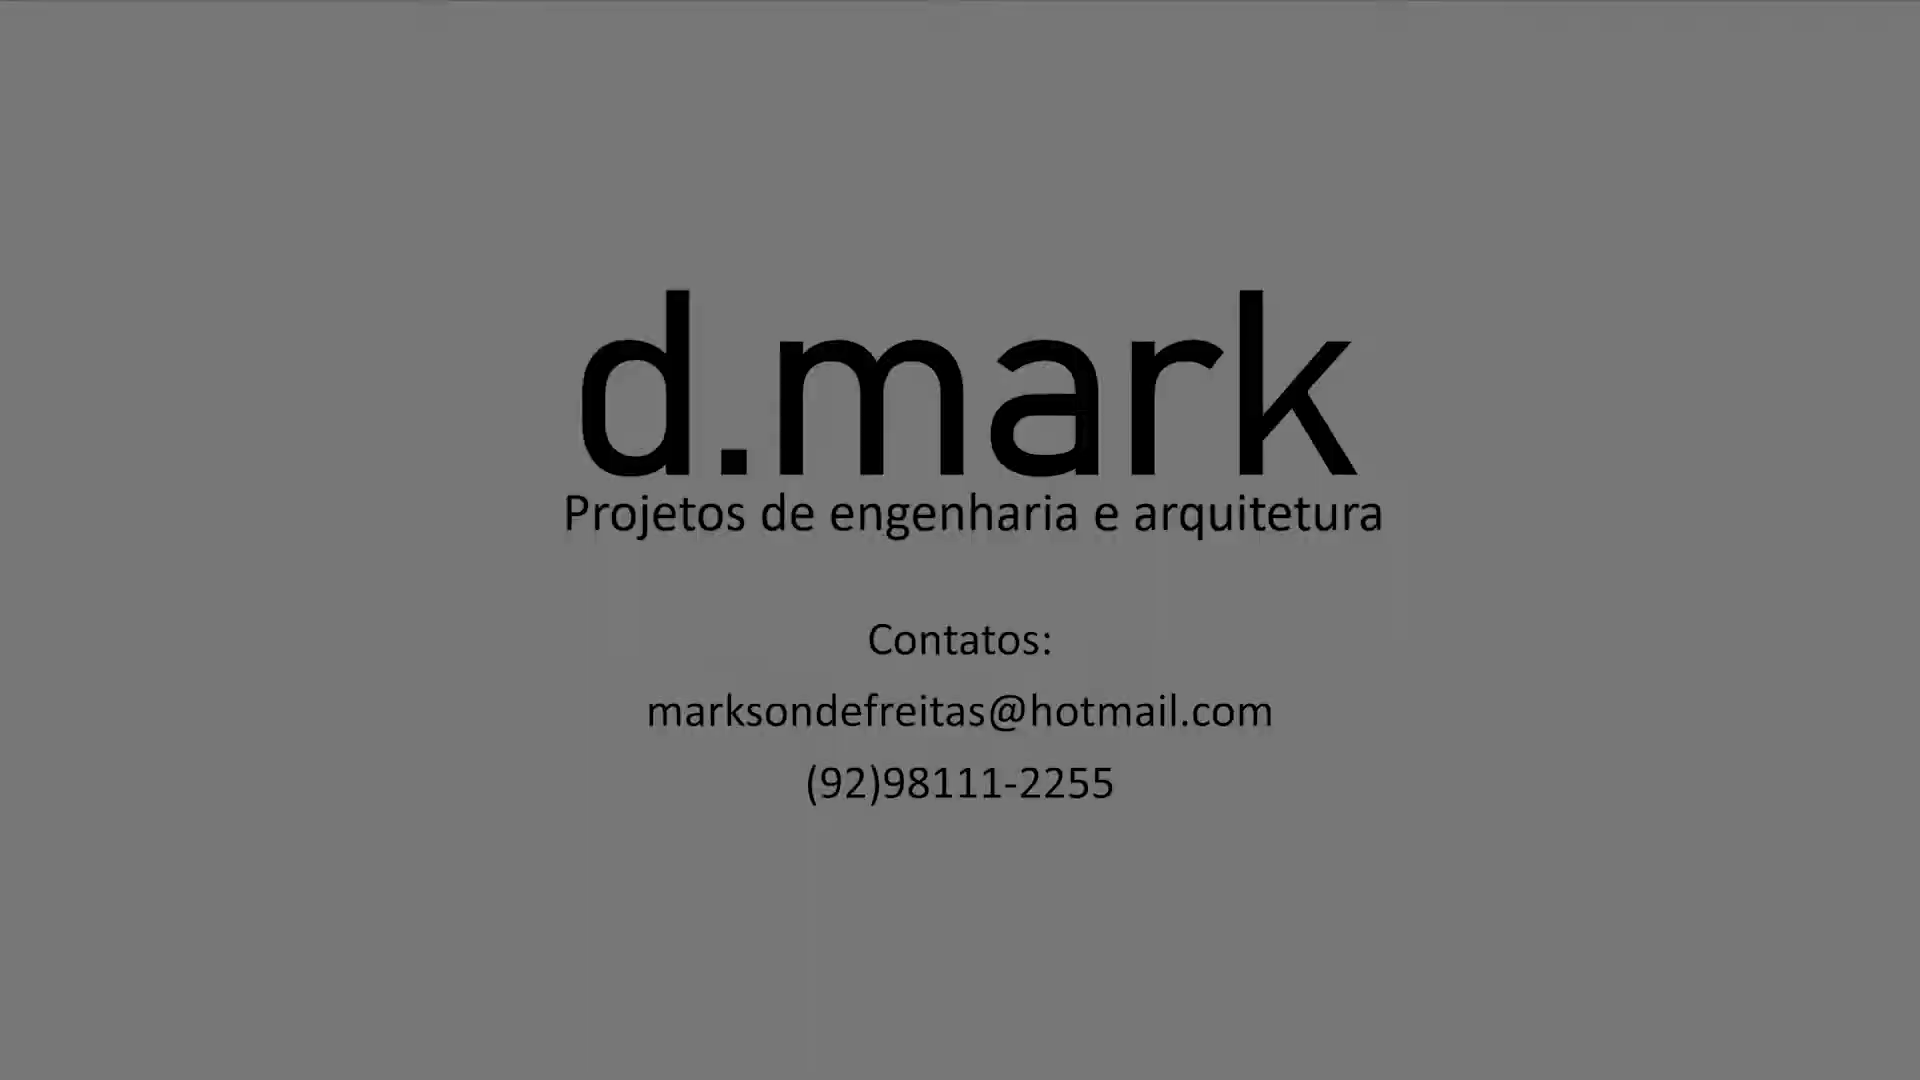 d.mark
Projetos de engenharia e arquitetura
Contatos:
marksondefreitas@hotmail.com
(92)98111-2255